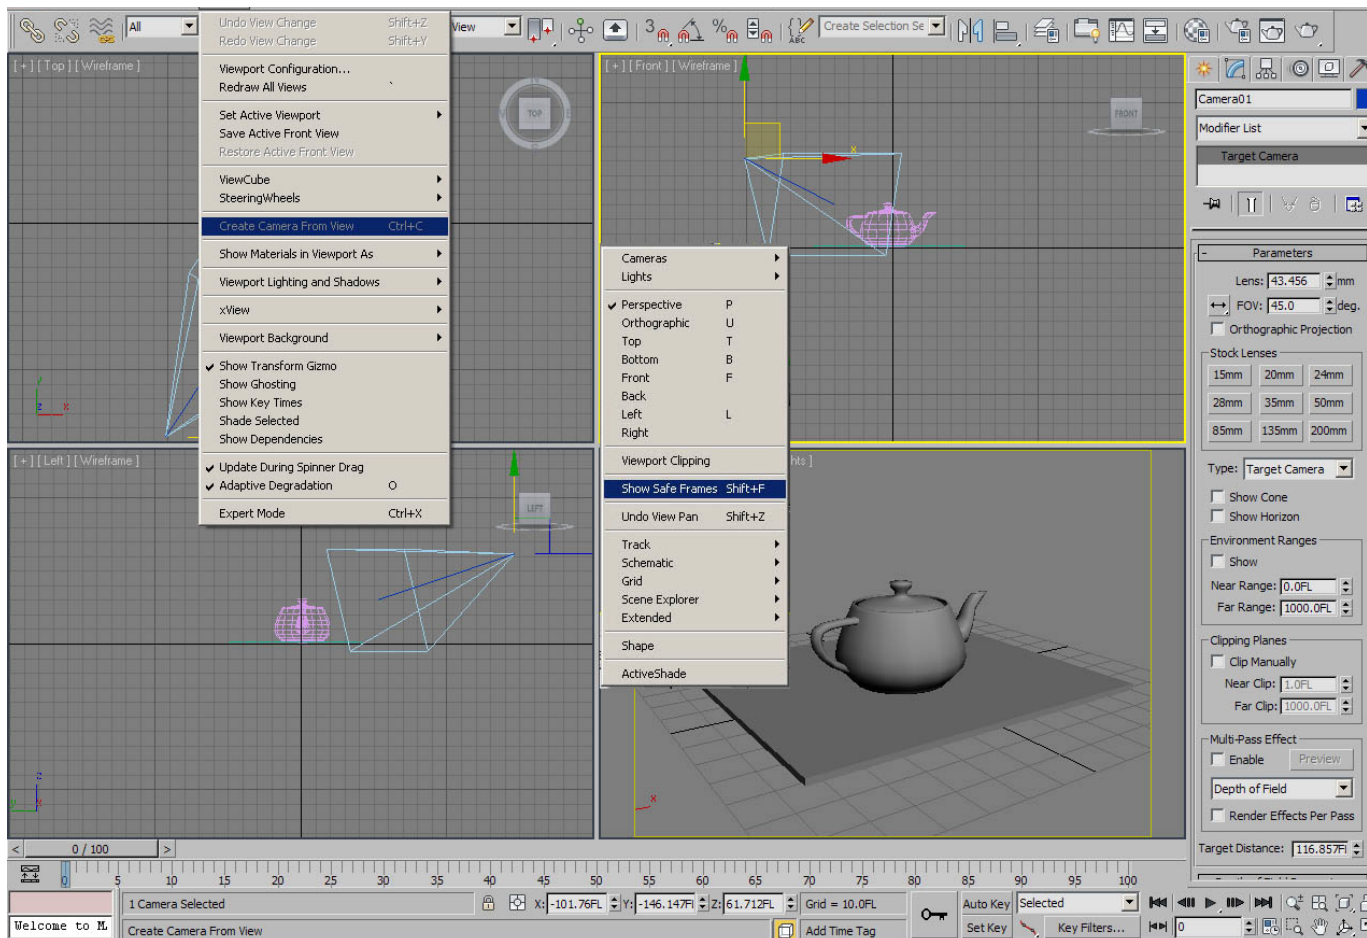 All
View
3
%
ABC
Create Selection Se
[ + ] [ Top ] [ Wireframe ]
TOP
Undo View Change Shift+Z
Redo View Change Shift+Y
Viewport Configuration...
Redraw All Views `
Set Active Viewport
Save Active Front View
Restore Active Front View
ViewCube
SteeringWheels
Create Camera From View Ctrl+C
Show Materials in Viewport As
Viewport Lighting and Shadows
xView
Viewport Background
Show Transform Gizmo
Show Ghosting
Show Key Times
Shade Selected
Show Dependencies
Update During Spinner Drag
Adaptive Degradation O
Expert Mode Ctrl+X
[ + ] [ Front ] [ Wireframe ]
FRONT
x
Cameras
Lights
Perspective P
Orthographic U
Top T
Bottom B
Front F
Back
Left L
Right
Viewport Clipping
Show Safe Frames Shift+F
Undo View Pan Shift+Z
Track
Schematic
Grid
Scene Explorer
Extended
Shape
ActiveShade
y
z x
[ + ] [ Left ] [ Wireframe ]
LEFT
z
y
hts ]
x
Camera01
Modifier List
Target Camera
- Parameters
Lens: 43.456 mm
FOV: 45.0 deg.
Orthographic Projection
Stock Lenses
15mm 20mm 24mm
28mm 35mm 50mm
85mm 135mm 200mm
Type: Target Camera
Show Cone
Show Horizon
Environment Ranges
Show
Near Range: 0.0FL
Far Range: 1000.0FL
Clipping Planes
Clip Manually
Near Clip: 1.0FL
Far Clip: 1000.0FL
Multi-Pass Effect
Enable Preview
Depth of Field
Render Effects Per Pass
Target Distance: 116.857Fl
< 0 / 100 >
0 5 10 15 20 25 30 35 40 45 50 55 60 65 70 75 80 85 90 95 100
1 Camera Selected X: -101.76FL Y: -146.147Fl Z: 61.712FL Grid = 10.0FL Auto Key Selected
Welcome to M. Create Camera From View Add Time Tag Set Key Key Filters... 0